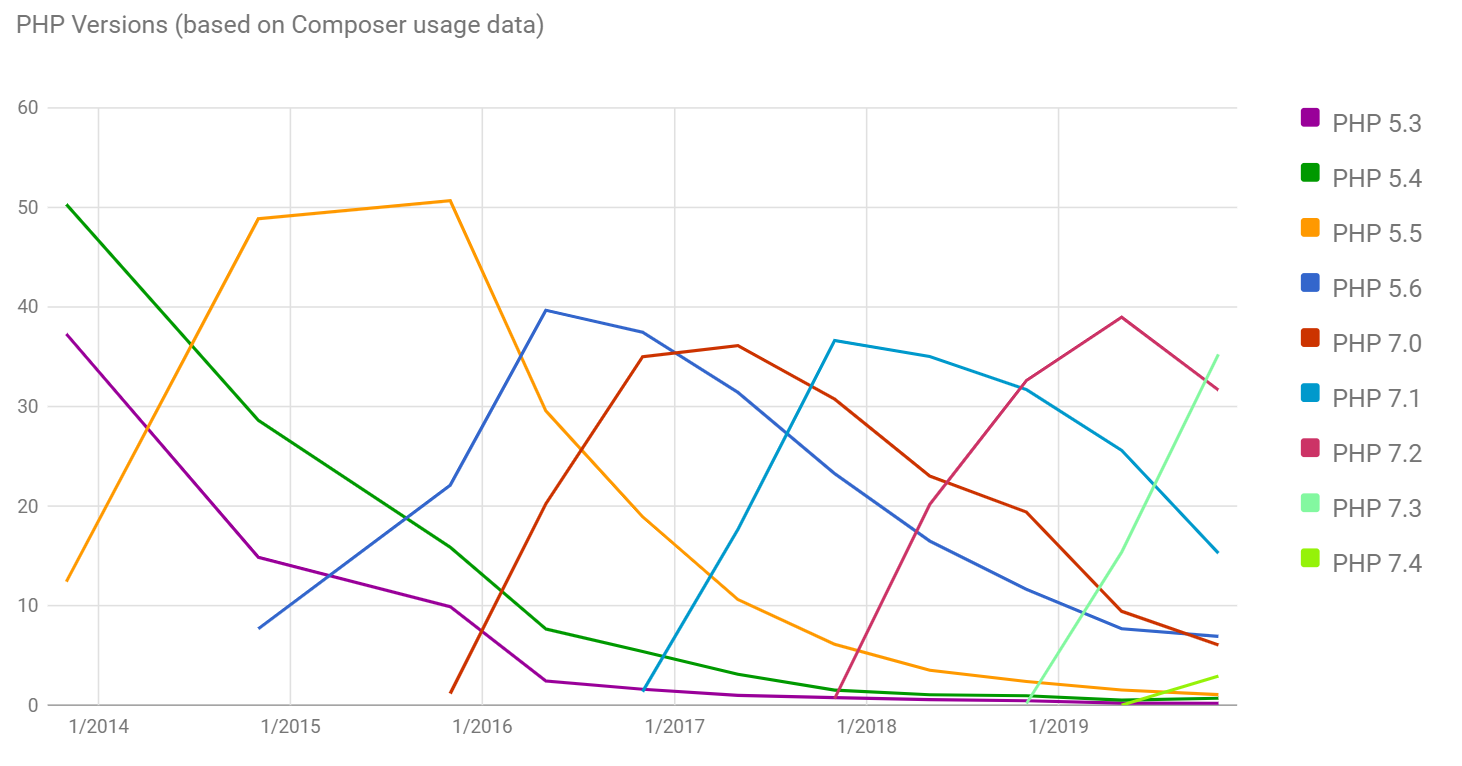 PHP Versions (based on Composer usage data)
60
50
40
30
20
10
0
1/2014 1/2015 1/2016 1/2017 1/2018 1/2019
PHP 5.3
PHP 5.4
PHP 5.5
PHP 5.6
PHP 7.0
PHP 7.1
PHP 7.2
PHP 7.3
PHP 7.4